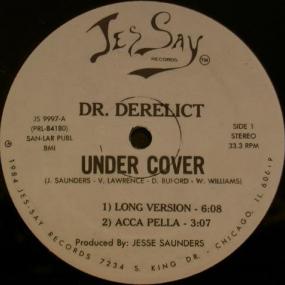 Jes Say
RECORDS
TM
JS 9997-A
(PRL-84180)
SAN-LAR PUBL.
BMI
DR. DERELICT
SIDE 1
STEREO
33.3 RPM
UNDER COVER
(J. SAUNDERS - V. LAWRENCE - D. BUFORD - W. WILLIAMS)
1) LONG VERSION - 6:08
2) ACCA PELLA - 3:07
Produced By: JESSE SAUNDERS
© 1984 JES-SAY RECORDS 7234 S. KING DR. - CHICAGO, IL 60619